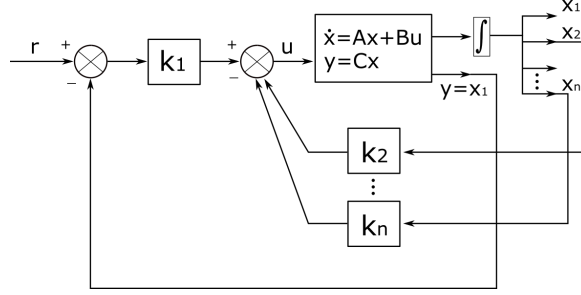 r
+
−
k₁
+
−
u
ẋ=Ax+Bu
y=Cx
∫
x₁
x₂
⋮
xₙ
y=x₁
k₂
⋯
kₙ